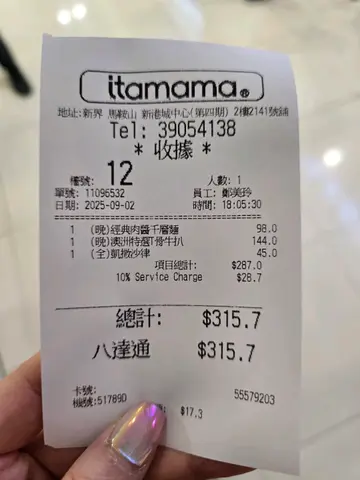 itamama®
地址:新界 馬鞍山 新港城中心(第四期) 2樓2141號舖
Tel: 39054138
* 收據 *
檯號: 12 人數: 1
單號: 11096532 員工: 鄭美玲
日期: 2025-09-02 時間: 18:05:30
1 (晚)經典肉醬千層麵 98.0
1 (晚)澳洲特選T骨牛扒 144.0
1 (全)凱撒沙律 45.0
項目總計: $287.0
10% Service Charge $28.7
總計: $315.7
八達通 $315.7
卡號: 55579203
機號:51789D
: $17.3